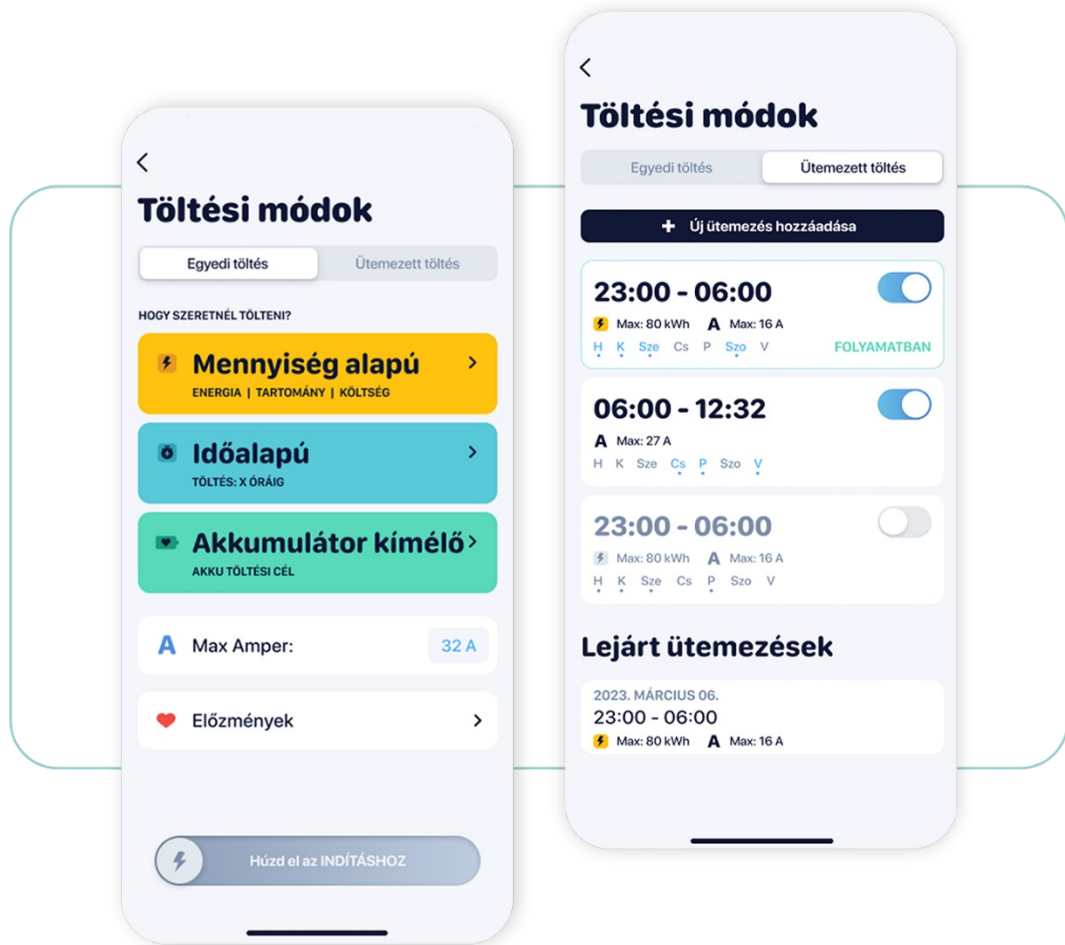 Töltési módok
Egyedi töltés Ütemezett töltés
HOGY SZERETNÉL TÖLTENI?
Mennyiség alapú
ENERGIA | TARTOMÁNY | KÖLTSÉG
Időalapú
TÖLTÉS: X ÓRÁIG
Akkumulátor kímélő
AKKU TÖLTÉSI CÉL
A Max Amper: 32 A
Előzmények
Húzd el az INDÍTÁSHOZ
Töltési módok
Egyedi töltés Ütemezett töltés
+ Új ütemezés hozzáadása
23:00 - 06:00
Max: 80 kWh A Max: 16 A
H K Sze Cs P Szo V FOLYAMATBAN
06:00 - 12:32
A Max: 27 A
H K Sze Cs P Szo V
23:00 - 06:00
Max: 80 kWh A Max: 16 A
H K Sze Cs P Szo V
Lejárt ütemezések
2023. MÁRCIUS 06.
23:00 - 06:00
Max: 80 kWh A Max: 16 A